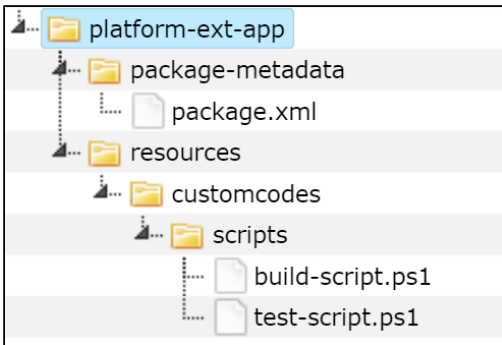 platform-ext-app
package-metadata
package.xml
resources
customcodes
scripts
build-script.ps1
test-script.ps1